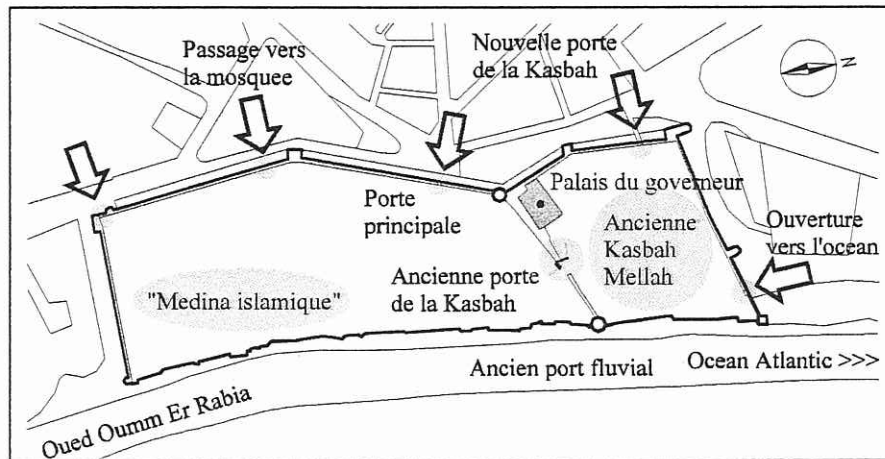 Passage vers
la mosquee
Nouvelle porte
de la Kasbah
N
Palais du governeur
Porte
principale
Ancienne
Kasbah
Mellah
Ouverture
vers l'ocean
Ancienne porte
de la Kasbah
"Medina islamique"
Ancien port fluvial
Ocean Atlantic >>>
Oued Oumm Er Rabia